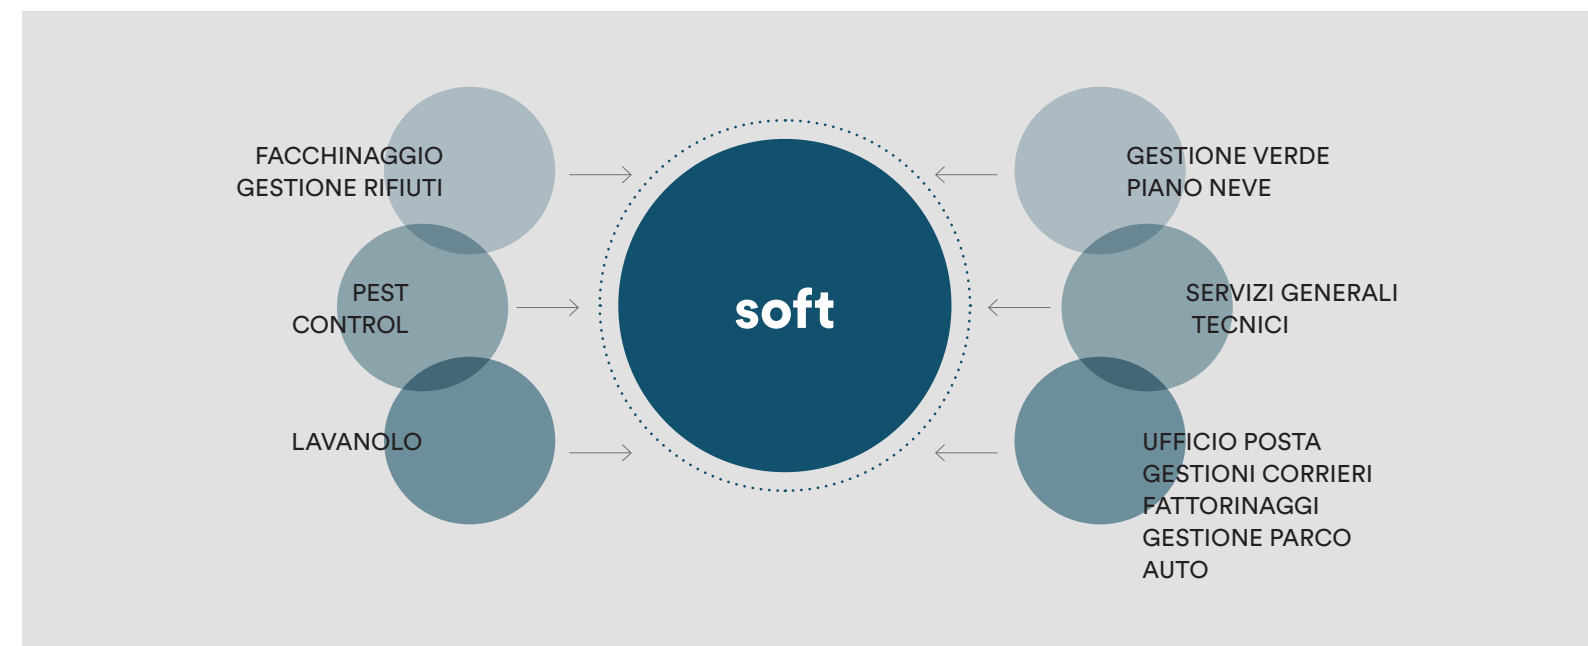 FACCHINAGGIO
GESTIONE RIFIUTI
PEST
CONTROL
LAVANOLO
soft
GESTIONE VERDE
PIANO NEVE
SERVIZI GENERALI
TECNICI
UFFICIO POSTA
GESTIONI CORRIERI
FATTORINAGGI
GESTIONE PARCO
AUTO